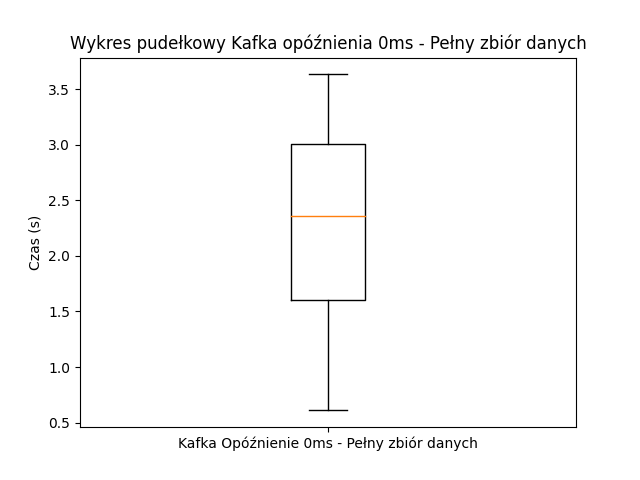 Wykres pudełkowy Kafka opóźnienia 0ms - Pełny zbiór danych
3.5
3.0
2.5
2.0
1.5
1.0
0.5
Czas (s)
Kafka Opóźnienie 0ms - Pełny zbiór danych